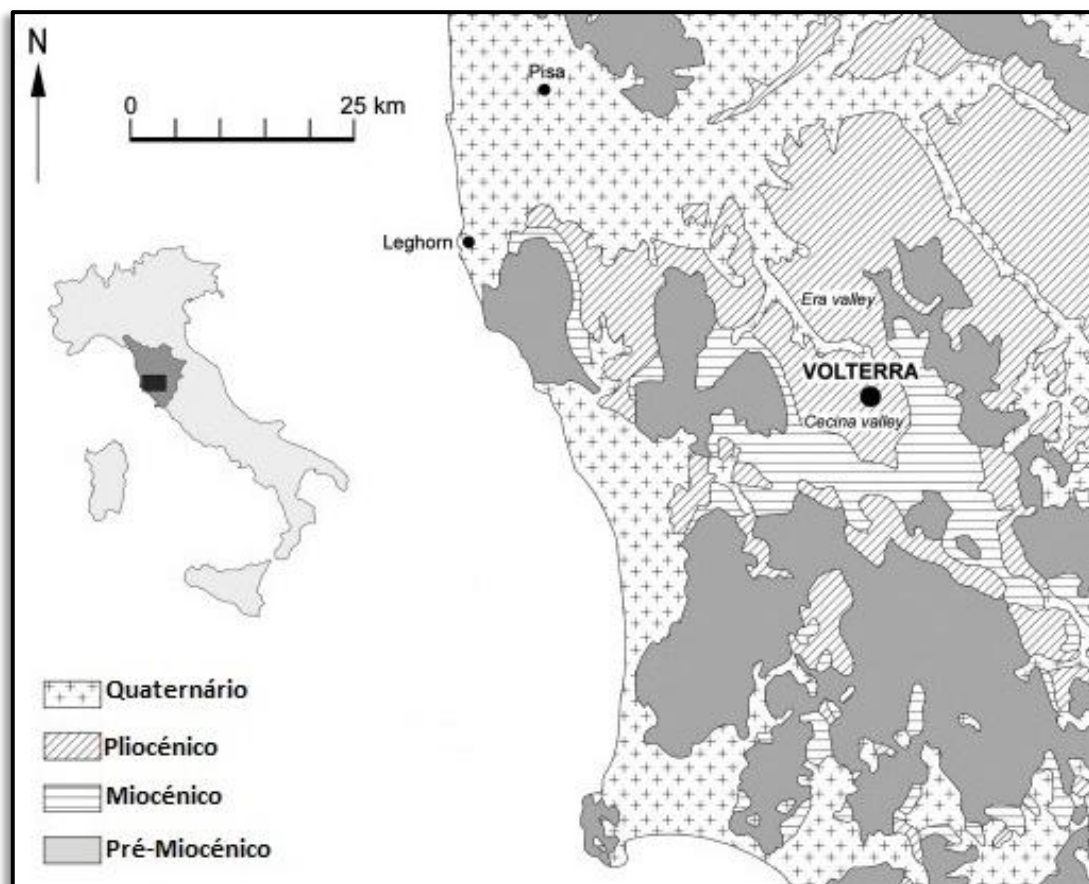 N
0 25 km
Pisa
Leghorn
Era valley
VOLTERRA
Cecina valley
Quaternário
Pliocénico
Miocénico
Pré-Miocénico